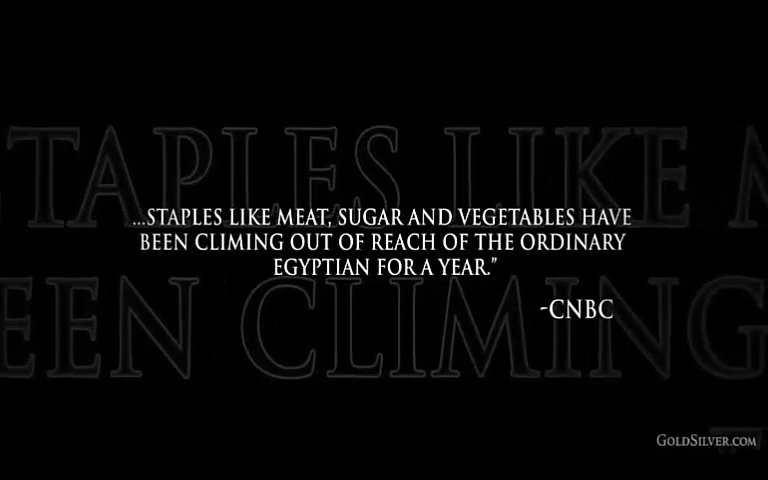 ...STAPLES LIKE MEAT, SUGAR AND VEGETABLES HAVE
BEEN CLIMING OUT OF REACH OF THE ORDINARY
EGYPTIAN FOR A YEAR."
-CNBC
STAPLES LIKE M
EEN CLIMING
GOLDSILVER.COM